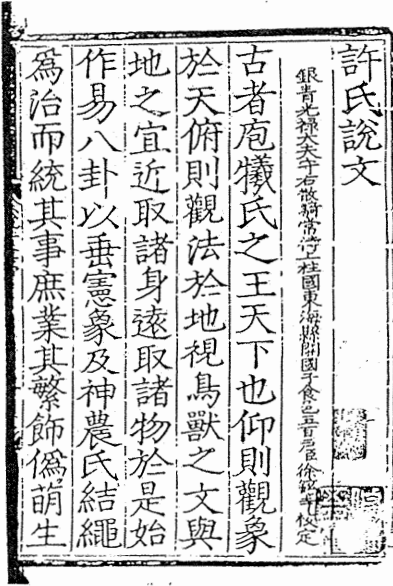 許氏說文
銀青光祿大夫守右散騎常侍上柱國東海縣開國子食邑五百戶臣徐鉉等校定
古者庖犧氏之王天下也仰則觀象
於天俯則觀法於地視鳥獸之文與
地之宜近取諸身遠取諸物於是始
作易八卦以垂憲象及神農氏結繩
爲治而統其事庶業其繁飾僞萌生